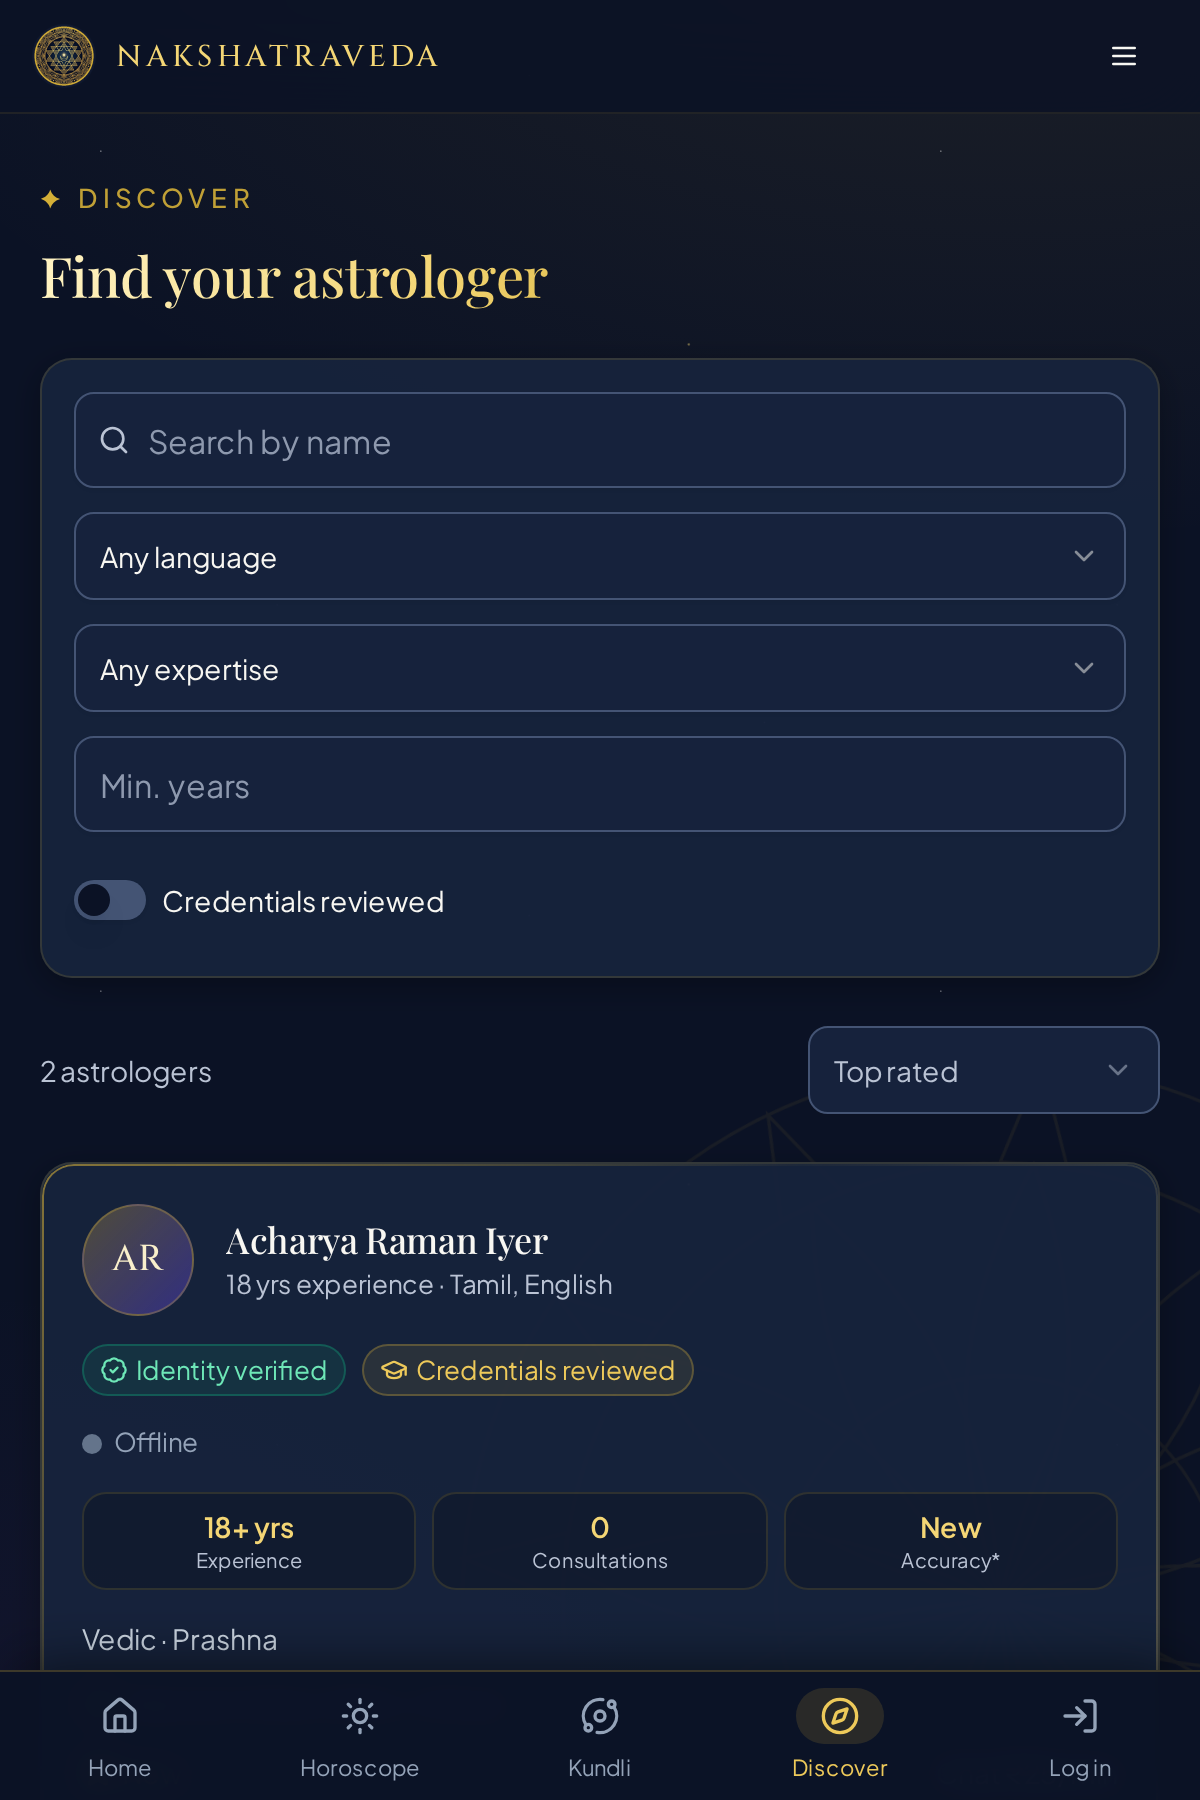 NAKSHATRAVEDA
DISCOVER
Find your astrologer
Search by name
Any language
Any expertise
Min. years
Credentials reviewed
2 astrologers
Top rated
AR
Acharya Raman Iyer
18 yrs experience · Tamil, English
Identity verified
Credentials reviewed
Offline
18+ yrs
Experience
0
Consultations
New
Accuracy*
Vedic · Prashna
Home
Horoscope
Kundli
Discover
Log in